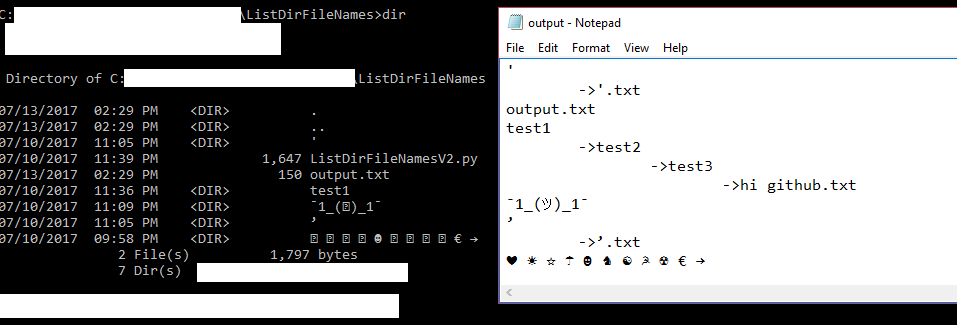 C:\ListDirFileNames>dir
Directory of C:\ListDirFileNames
07/13/2017 02:29 PM <DIR> .
07/13/2017 02:29 PM <DIR> ..
07/10/2017 11:05 PM <DIR> '
07/10/2017 11:39 PM 1,647 ListDirFileNamesV2.py
07/13/2017 02:29 PM 150 output.txt
07/10/2017 11:36 PM <DIR> test1
07/10/2017 11:09 PM <DIR> ¯1_(⍰)_1¯
07/10/2017 11:05 PM <DIR> ’
07/10/2017 09:58 PM <DIR> ⍰ ⍰ ⍰ ⍰ ☻ ⍰ ⍰ ⍰ ⍰ € →
2 File(s) 1,797 bytes
7 Dir(s)
output - Notepad
File Edit Format View Help
'
->'.txt
output.txt
test1
->test2
->test3
->hi github.txt
¯1_(ツ)_1¯
’
->’.txt
♥ ☀ ☆ ☂ ☻ ♞ ☯ ☭ ☢ € →